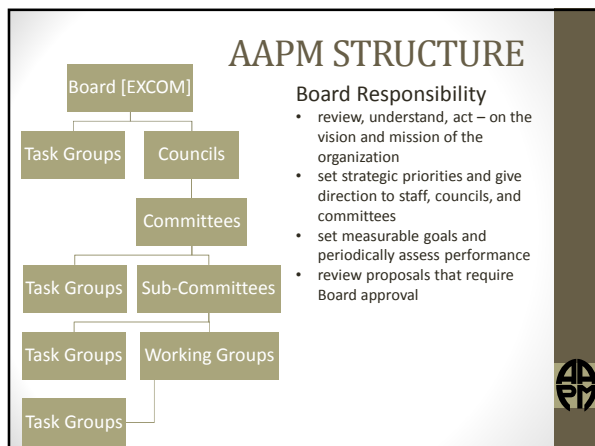 AAPM STRUCTURE
Board [EXCOM]
Task Groups
Councils
Committees
Task Groups
Sub-Committees
Task Groups
Working Groups
Task Groups
Board Responsibility
• review, understand, act – on the
vision and mission of the
organization
• set strategic priorities and give
direction to staff, councils, and
committees
• set measurable goals and
periodically assess performance
• review proposals that require
Board approval
AA
PM